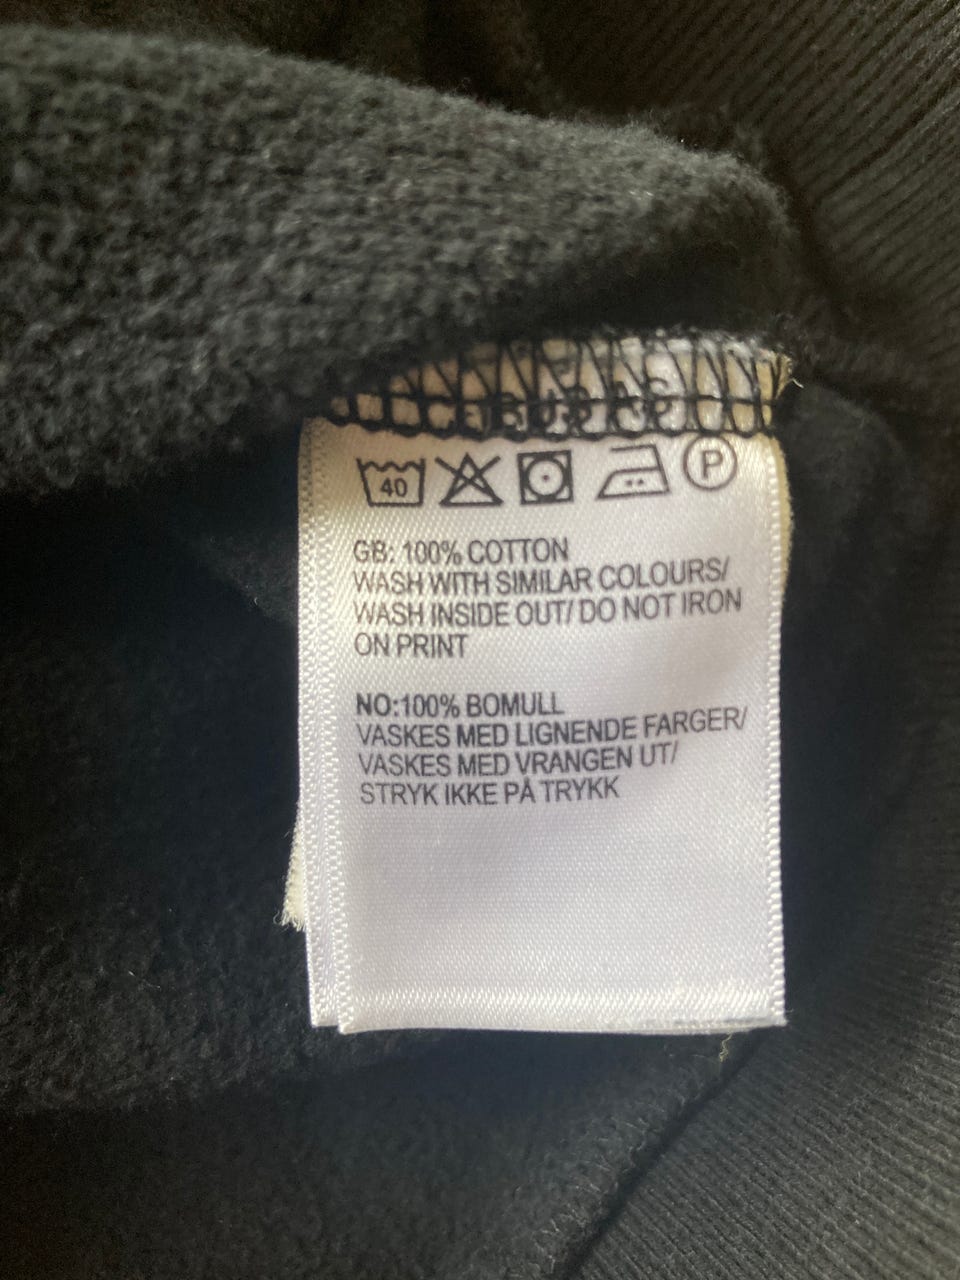 40 P
GB: 100% COTTON
WASH WITH SIMILAR COLOURS/
WASH INSIDE OUT/ DO NOT IRON
ON PRINT
NO:100% BOMULL
VASKES MED LIGNENDE FARGER/
VASKES MED VRANGEN UT/
STRYK IKKE PÅ TRYKK